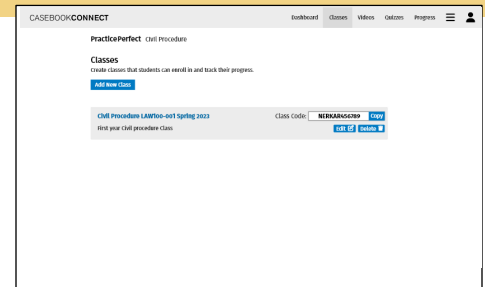 CASEBOOKCONNECT
Dashboard Classes Videos Quizzes Progress
PracticePerfect Civil Procedure
Classes
Create classes that students can enroll in and track their progress.
Add New Class
Civil Procedure LAW100-001 Spring 2023 Class Code: NERKAR456789 Copy
First year Civil procedure Class Edit Delete